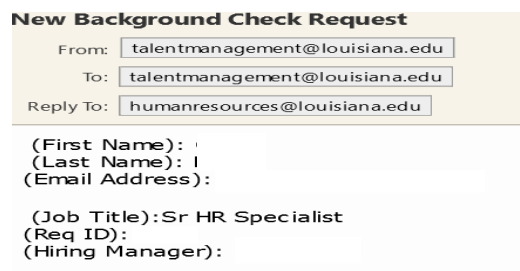 New Background Check Request
From: talentmanagement@louisiana.edu
To: talentmanagement@louisiana.edu
Reply To: humanresources@louisiana.edu
(First Name):
(Last Name):
(Email Address):
(Job Title):Sr HR Specialist
(Req ID):
(Hiring Manager):